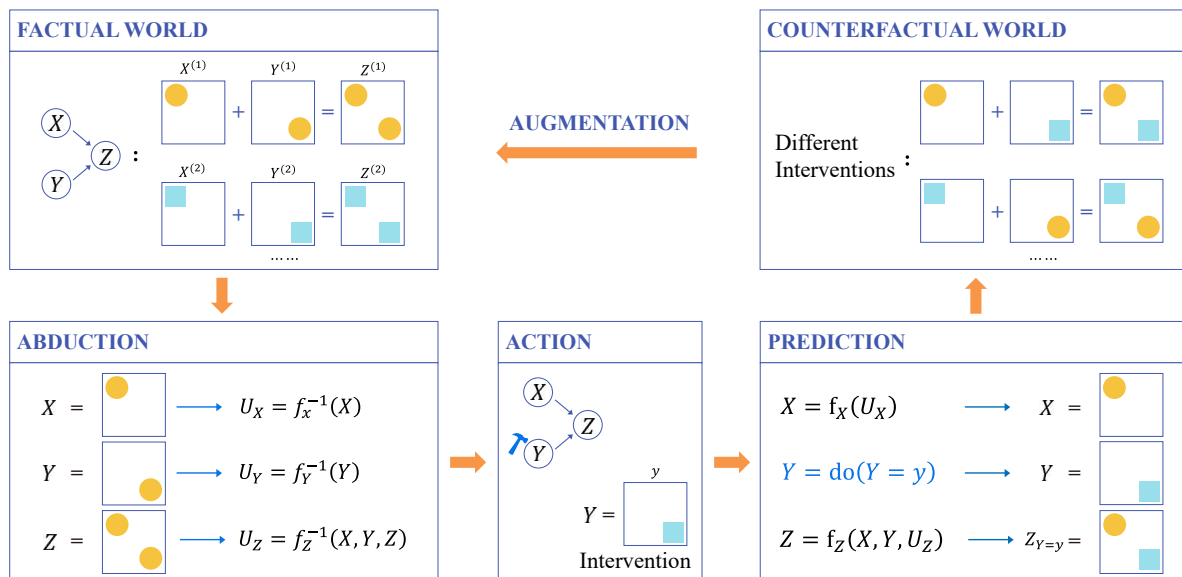 FACTUAL WORLD
X^{(1)} Y^{(1)} Z^{(1)}
+ =
X
Y
Z :
X^{(2)} Y^{(2)} Z^{(2)}
+ =
……
AUGMENTATION
COUNTERFACTUAL WORLD
+ =
Different
Interventions :
+ =
……
ABDUCTION
X = U_X = f_x^{-1}(X)
Y = U_Y = f_Y^{-1}(Y)
Z = U_Z = f_Z^{-1}(X, Y, Z)
ACTION
X
Z
Y
y
Y =
Intervention
PREDICTION
X = f_X(U_X) X =
Y = do(Y = y) Y =
Z = f_Z(X, Y, U_Z) Z_{Y=y} =